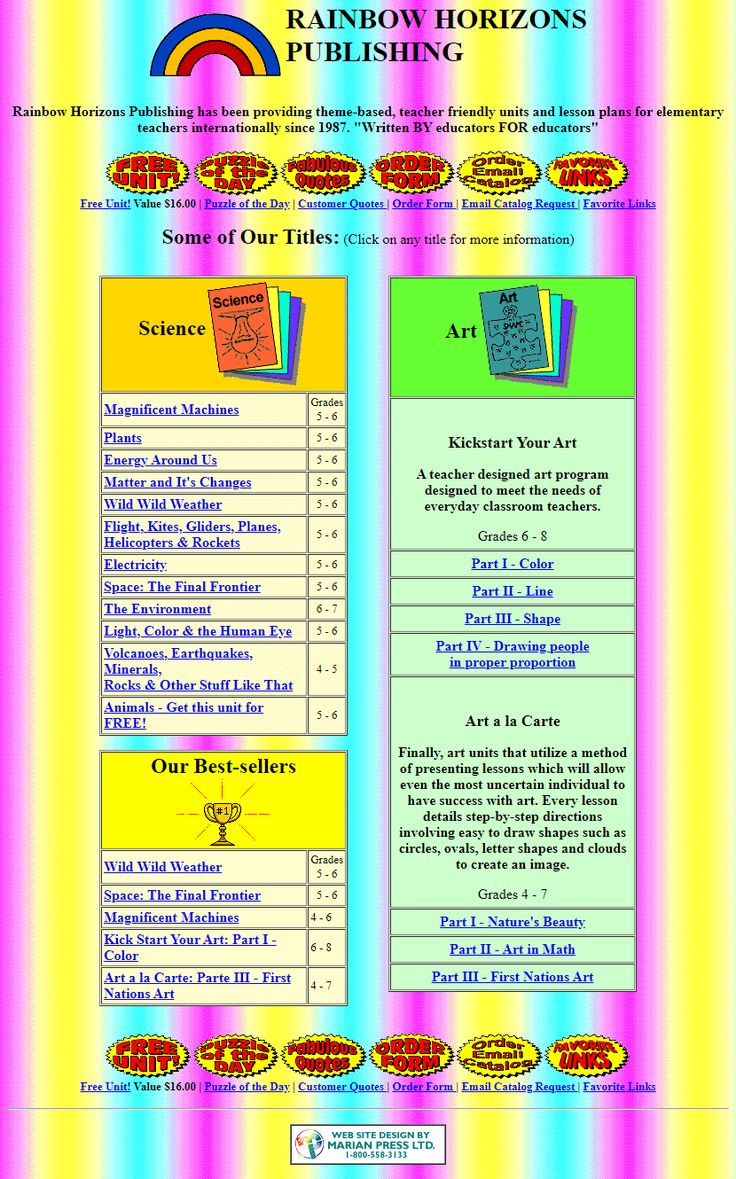 RAINBOW HORIZONS
PUBLISHING
Rainbow Horizons Publishing has been providing theme-based, teacher friendly units and lesson plans for elementary
teachers internationally since 1987. "Written BY educators FOR educators"
FREE UNIT!
Puzzle of the DAY
Fabulous Quotes
ORDER FORM
Order Email Catalog
FAVORITE LINKS
Free Unit! Value $16.00 | Puzzle of the Day | Customer Quotes | Order Form | Email Catalog Request | Favorite Links
Some of Our Titles: (Click on any title for more information)
Science
Science
Magnificent Machines Grades
5 - 6
Plants 5 - 6
Energy Around Us 5 - 6
Matter and It's Changes 5 - 6
Wild Wild Weather 5 - 6
Flight, Kites, Gliders, Planes,
Helicopters & Rockets 5 - 6
Electricity 5 - 6
Space: The Final Frontier 5 - 6
The Environment 6 - 7
Light, Color & the Human Eye 5 - 6
Volcanoes, Earthquakes,
Minerals,
Rocks & Other Stuff Like That 4 - 5
Animals - Get this unit for
FREE! 5 - 6
Our Best-sellers
#1
Wild Wild Weather Grades
5 - 6
Space: The Final Frontier 5 - 6
Magnificent Machines 4 - 6
Kick Start Your Art: Part I -
Color 6 - 8
Art a la Carte: Parte III - First
Nations Art 4 - 7
Art
Art
SHAPE
Kickstart Your Art
A teacher designed art program
designed to meet the needs of
everyday classroom teachers.
Grades 6 - 8
Part I - Color
Part II - Line
Part III - Shape
Part IV - Drawing people
in proper proportion
Art a la Carte
Finally, art units that utilize a method
of presenting lessons which will allow
even the most uncertain individual to
have success with art. Every lesson
details step-by-step directions
involving easy to draw shapes such as
circles, ovals, letter shapes and clouds
to create an image.
Grades 4 - 7
Part I - Nature's Beauty
Part II - Art in Math
Part III - First Nations Art
FREE UNIT!
Puzzle of the DAY
Fabulous Quotes
ORDER FORM
Order Email Catalog
FAVORITE LINKS
Free Unit! Value $16.00 | Puzzle of the Day | Customer Quotes | Order Form | Email Catalog Request | Favorite Links
WEB SITE DESIGN BY
MARIAN PRESS LTD.
1-800-558-3133